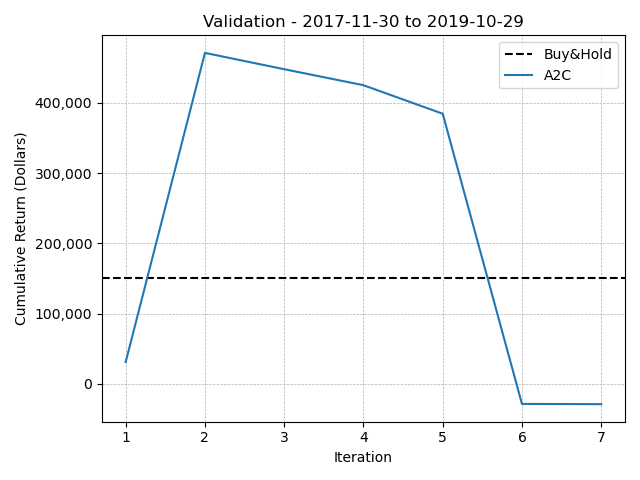 Validation - 2017-11-30 to 2019-10-29
Buy&Hold
A2C
400,000
300,000
200,000
100,000
0
Cumulative Return (Dollars)
1 2 3 4 5 6 7
Iteration